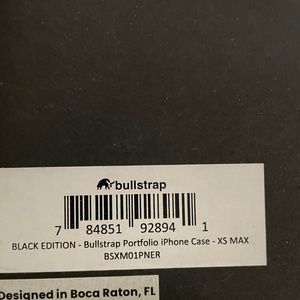 bullstrap
7 84851 92894 1
BLACK EDITION - Bullstrap Portfolio iPhone Case - XS MAX
BSXM01PNER
Designed in Boca Raton, FL